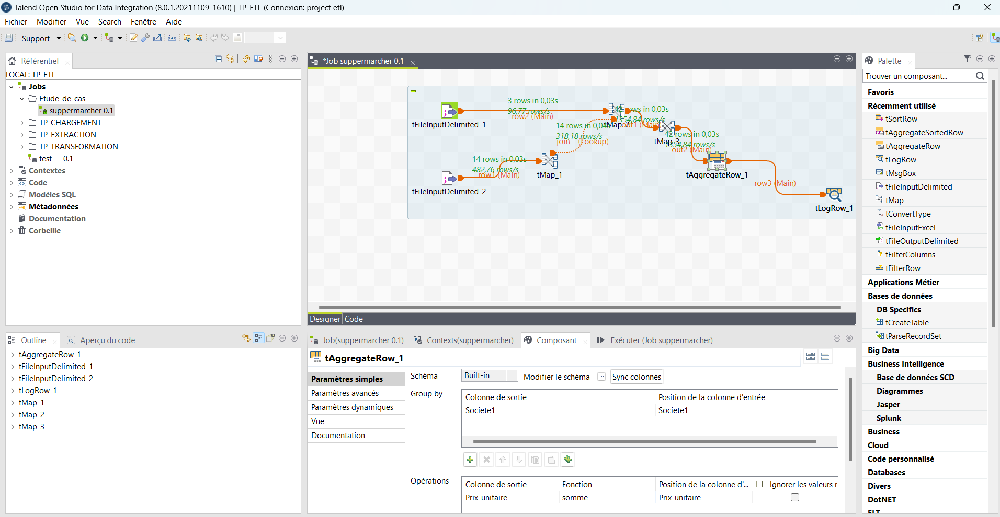 Talend Open Studio for Data Integration (8.0.1.20211109_1610) | TP_ETL (Connexion: project etl)
Fichier Modifier Vue Search Fenêtre Aide
Support
Référentiel
LOCAL: TP_ETL
Jobs
Etude_de_cas
suppermarcher 0.1
TP_CHARGEMENT
TP_EXTRACTION
TP_TRANSFORMATION
test___ 0.1
Contextes
Code
Modèles SQL
Métadonnées
Documentation
Corbeille
*Job suppermarcher 0.1
3 rows in 0,03s
96,77 rows/s
row2 (Main)
tFileInputDelimited_1
42 rows in 0,03s
1354,84 rows/s
out1 (Main)
tMap_2
14 rows in 0,04s
318,18 rows/s
join__ (Lookup)
tMap_3
42 rows in 0,03s
1354,84 rows/s
out2 (Main)
14 rows in 0,03s
482,76 rows/s
row1 (Main)
tMap_1
tAggregateRow_1
row3 (Main)
tFileInputDelimited_2
tLogRow_1
Designer Code
Palette
Trouver un composant...
Favoris
Récemment utilisé
tSortRow
tAggregateSortedRow
tAggregateRow
tLogRow
tMsgBox
tFileInputDelimited
tMap
tConvertType
tFileInputExcel
tFileOutputDelimited
tFilterColumns
tFilterRow
Applications Métier
Bases de données
DB Specifics
tCreateTable
tParseRecordSet
Big Data
Business Intelligence
Base de données SCD
Diagrammes
Jasper
Splunk
Business
Cloud
Code personnalisé
Databases
Divers
DotNET
ELT
Outline Aperçu du code
tAggregateRow_1
tFileInputDelimited_1
tFileInputDelimited_2
tLogRow_1
tMap_1
tMap_2
tMap_3
Job(suppermarcher 0.1) Contexts(suppermarcher) Composant Exécuter (Job suppermarcher)
tAggregateRow_1
Paramètres simples
Paramètres avancés
Paramètres dynamiques
Vue
Documentation
Schéma Built-in Modifier le schéma ... Sync colonnes
Group by
Colonne de sortie Position de la colonne d'entrée
Societe1 Societe1
Opérations
Colonne de sortie Fonction Position de la colonne d'... Ignorer les valeurs r
Prix_unitaire somme Prix_unitaire